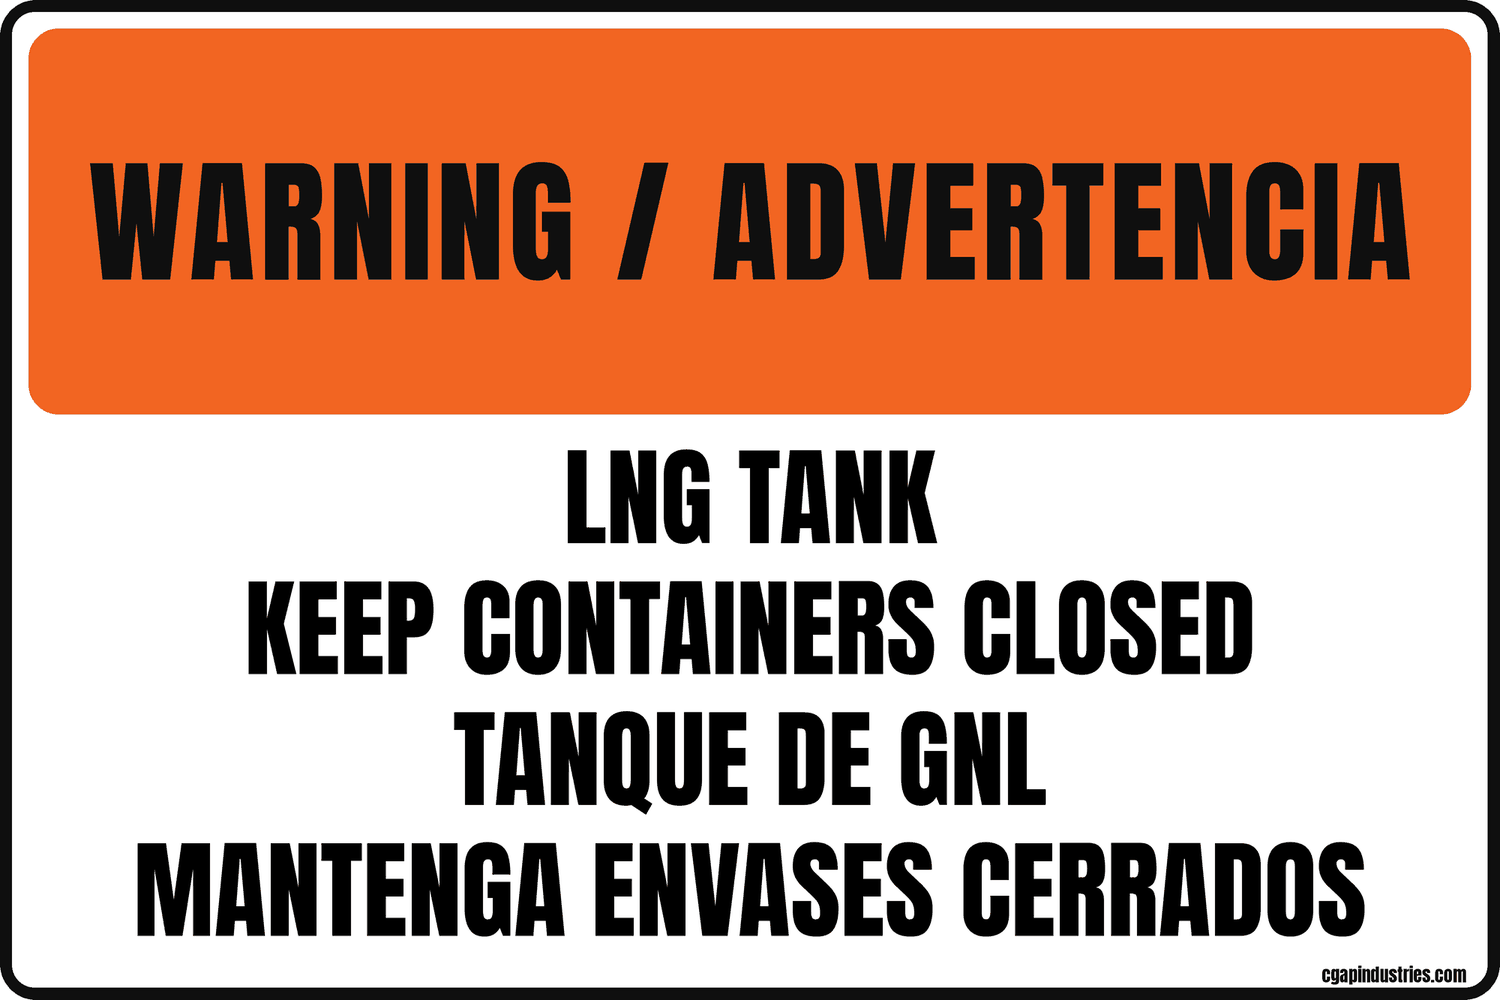 WARNING / ADVERTENCIA
LNG TANK
KEEP CONTAINERS CLOSED
TANQUE DE GNL
MANTENGA ENVASES CERRADOS
cgapindustries.com